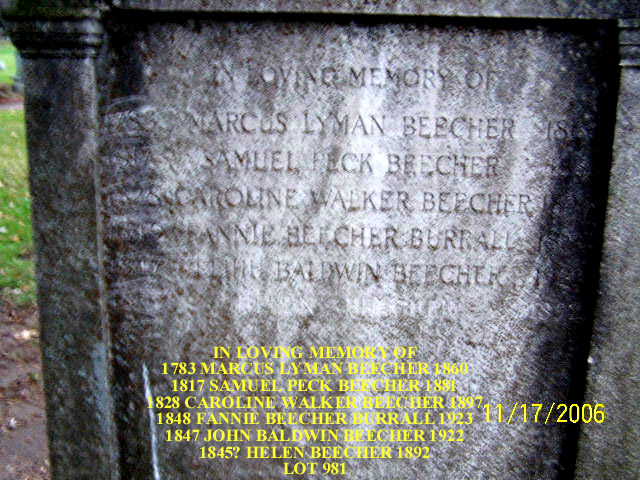 IN LOVING MEMORY OF
1783 MARCUS LYMAN BEECHER 18
SAMUEL PECK BEECHER
CAROLINE WALKER BEECHER
FANNIE BEECHER BURRALL
BALDWIN BEECHER
IN LOVING MEMORY OF
1783 MARCUS LYMAN BEECHER 1860
1817 SAMUEL PECK BEECHER 1881
1828 CAROLINE WALKER BEECHER 1897
1848 FANNIE BEECHER BURRALL 1923
11/17/2006
1847 JOHN BALDWIN BEECHER 1922
1845? HELEN BEECHER 1892
LOT 981